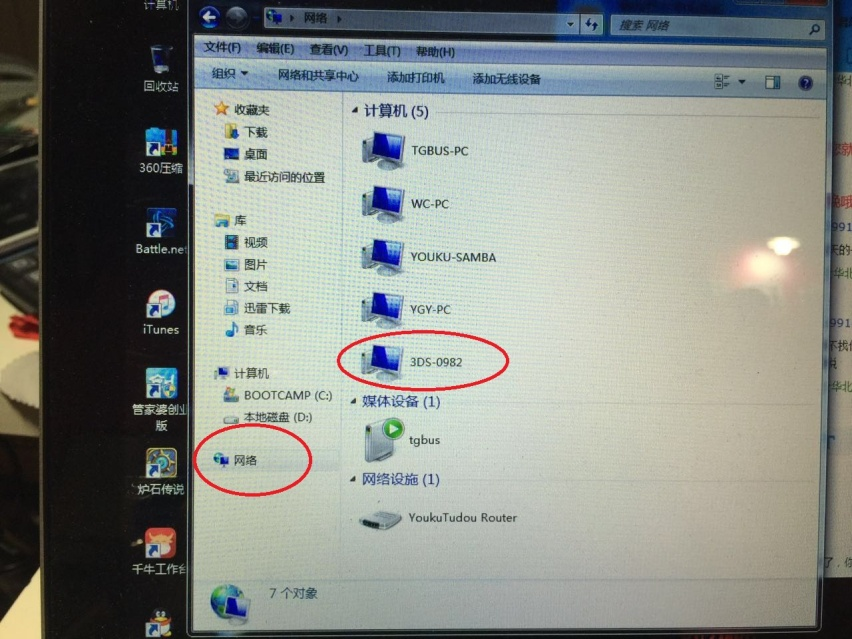 计算机
回收站
360压缩
Battle.net
iTunes
管家婆创业
版
炉石传说
千牛工作台
网络
搜索 网络
文件(F) 编辑(E) 查看(V) 工具(T) 帮助(H)
组织 网络和共享中心 添加打印机 添加无线设备
收藏夹
下载
桌面
最近访问的位置
库
视频
图片
文档
迅雷下载
音乐
计算机
BOOTCAMP (C:)
本地磁盘 (D:)
网络
计算机 (5)
TGBUS-PC
WC-PC
YOUKU-SAMBA
YGY-PC
3DS-0982
媒体设备 (1)
tgbus
网络设施 (1)
YoukuTudou Router
7 个对象